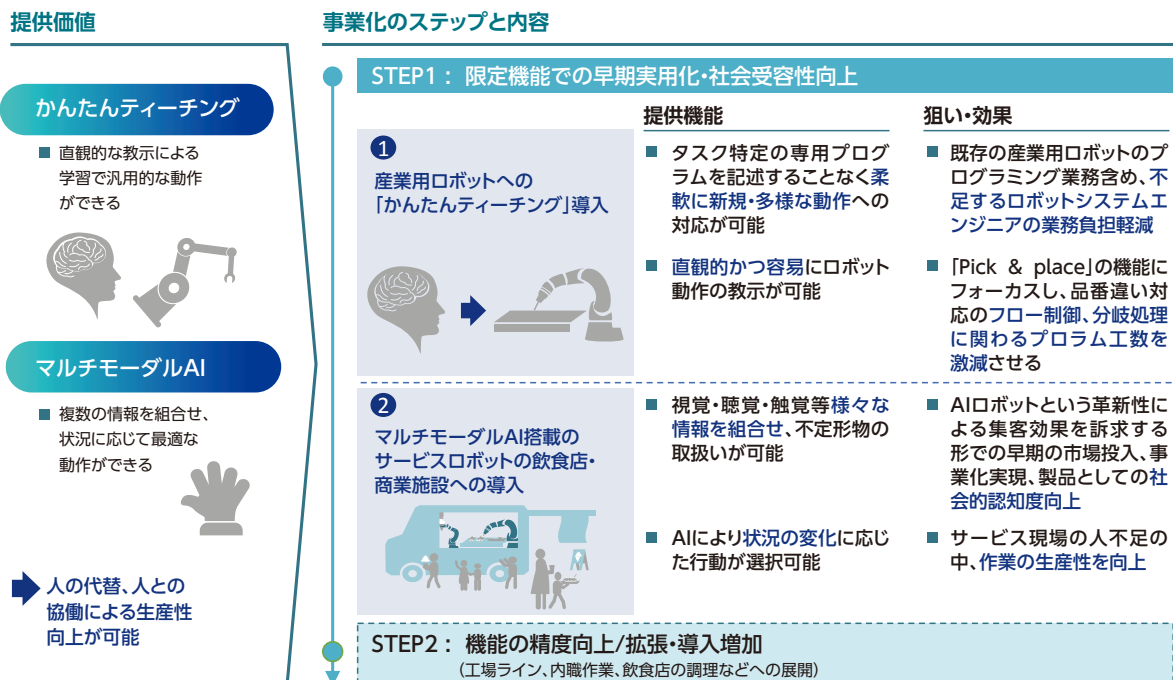 提供価値
かんたんティーチング
■ 直観的な教示による
学習で汎用的な動作
ができる
マルチモーダルAI
■ 複数の情報を組合せ、
状況に応じて最適な
動作ができる
人の代替、人との
協働による生産性
向上が可能
事業化のステップと内容
STEP1： 限定機能での早期実用化・社会受容性向上
提供機能
狙い・効果
❶
産業用ロボットへの
「かんたんティーチング」導入
■ タスク特定の専用プログ
ラムを記述することなく柔
軟に新規・多様な動作への
対応が可能
■ 直観的かつ容易にロボット
動作の教示が可能
■ 既存の産業用ロボットのプ
ログラミング業務含め、不
足するロボットシステムエ
ンジニアの業務負担軽減
■ 「Pick & place」の機能に
フォーカスし、品番違い対
応のフロー制御、分岐処理
に関わるプロラム工数を
激減させる
❷
マルチモーダルAI搭載の
サービスロボットの飲食店・
商業施設への導入
■ 視覚・聴覚・触覚等様々な
情報を組合せ、不定形物の
取扱いが可能
■ AIにより状況の変化に応じ
た行動が選択可能
■ AIロボットという革新性に
よる集客効果を訴求する
形での早期の市場投入、事
業化実現、製品としての社
会的認知度向上
■ サービス現場の人不足の
中、作業の生産性を向上
STEP2： 機能の精度向上/拡張・導入増加
（工場ライン、内職作業、飲食店の調理などへの展開）